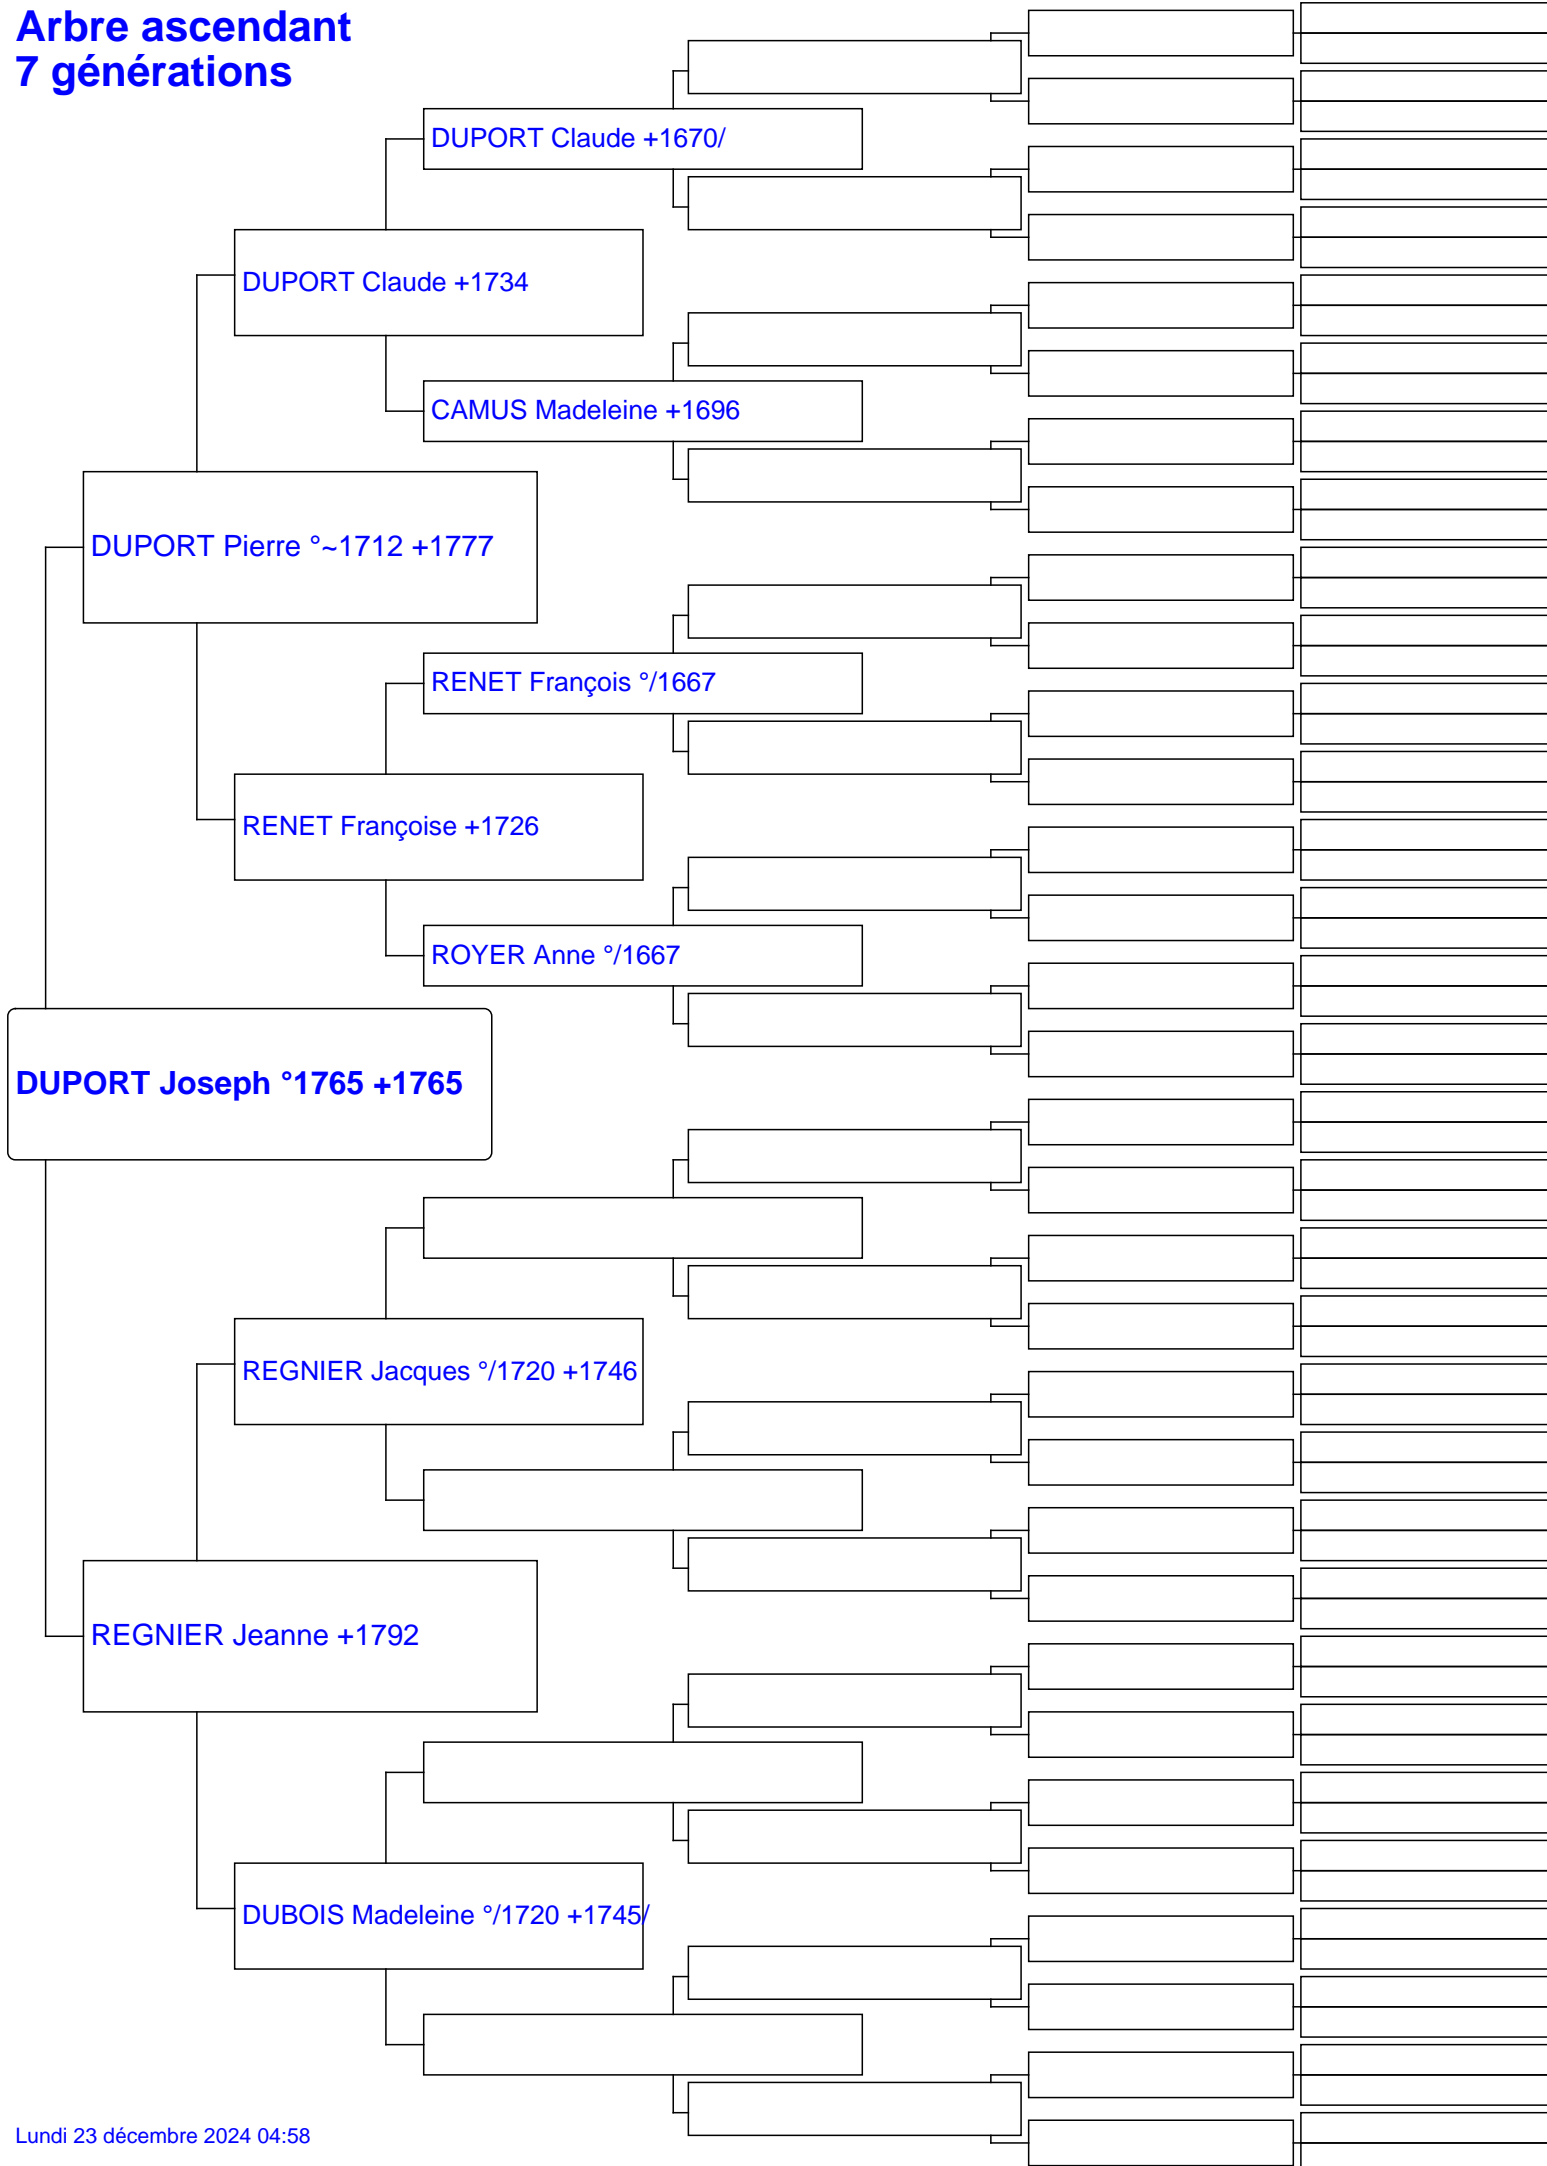 Arbre ascendant
7 générations
DUPORT Claude +1670/
DUPORT Claude +1734
CAMUS Madeleine +1696
DUPORT Pierre °~1712 +1777
RENET François °/1667
RENET Françoise +1726
ROYER Anne °/1667
DUPORT Joseph °1765 +1765
REGNIER Jacques °/1720 +1746
REGNIER Jeanne +1792
DUBOIS Madeleine °/1720 +1745/
Lundi 23 décembre 2024 04:58